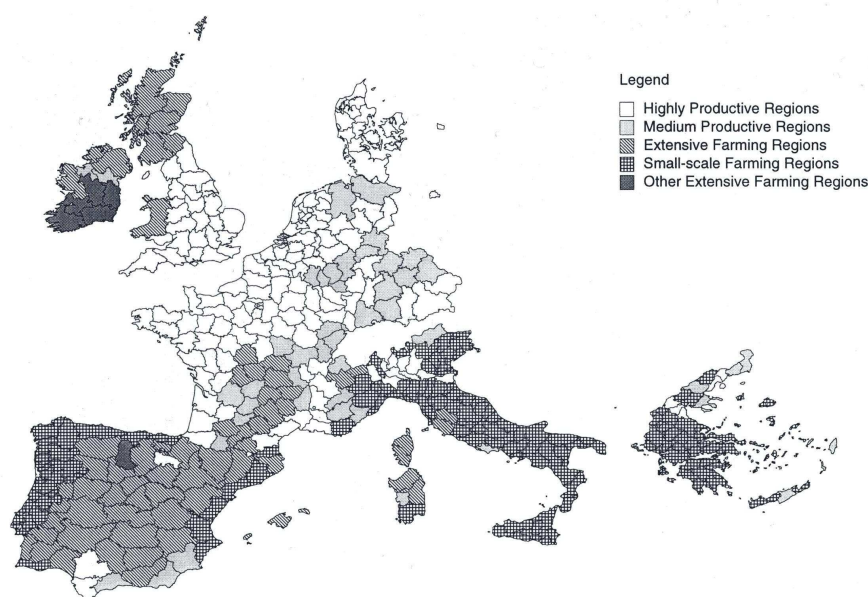 Legend
Highly Productive Regions
Medium Productive Regions
Extensive Farming Regions
Small-scale Farming Regions
Other Extensive Farming Regions